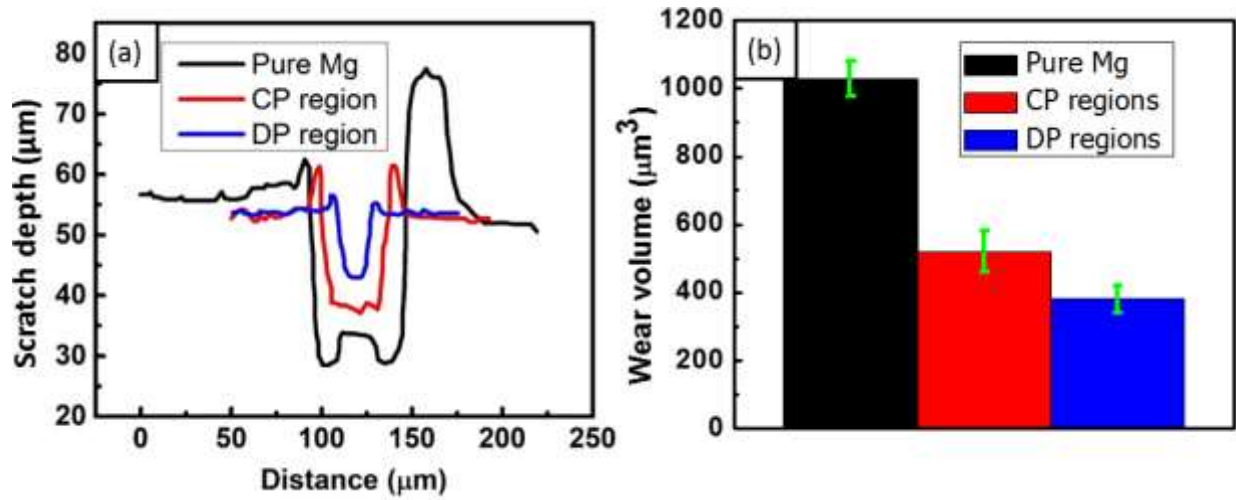 (a)
Pure Mg
CP region
DP region
80
70
60
50
40
30
20
Scratch depth (μm)
0
50
100
150
200
250
Distance (μm)
(b)
Pure Mg
CP regions
DP regions
1200
1000
800
600
400
200
0
Wear volume (μm³)